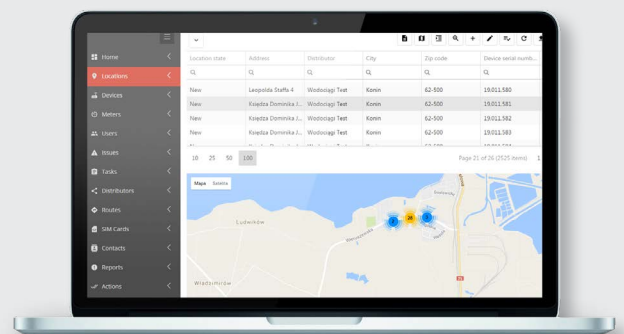 Home
Locations
Devices
Meters
Users
Issues
Tasks
Distributors
Routes
SIM Cards
Contacts
Reports
Actions
Location state Address Distributor City Zip code Device serial numb...
New Leopolda Staffa 4 Wodociągi Test Konin 62-500 19.011.580
New Księdza Dominika J... Wodociągi Test Konin 62-500 19.011.581
New Księdza Dominika J... Wodociągi Test Konin 62-500 19.011.582
New Księdza Dominika J... Wodociągi Test Konin 62-500 19.011.583
10 25 50 100 Page 21 of 26 (2525 items) 1
Mapa Satelita
Ludwików
26
Władzimirów